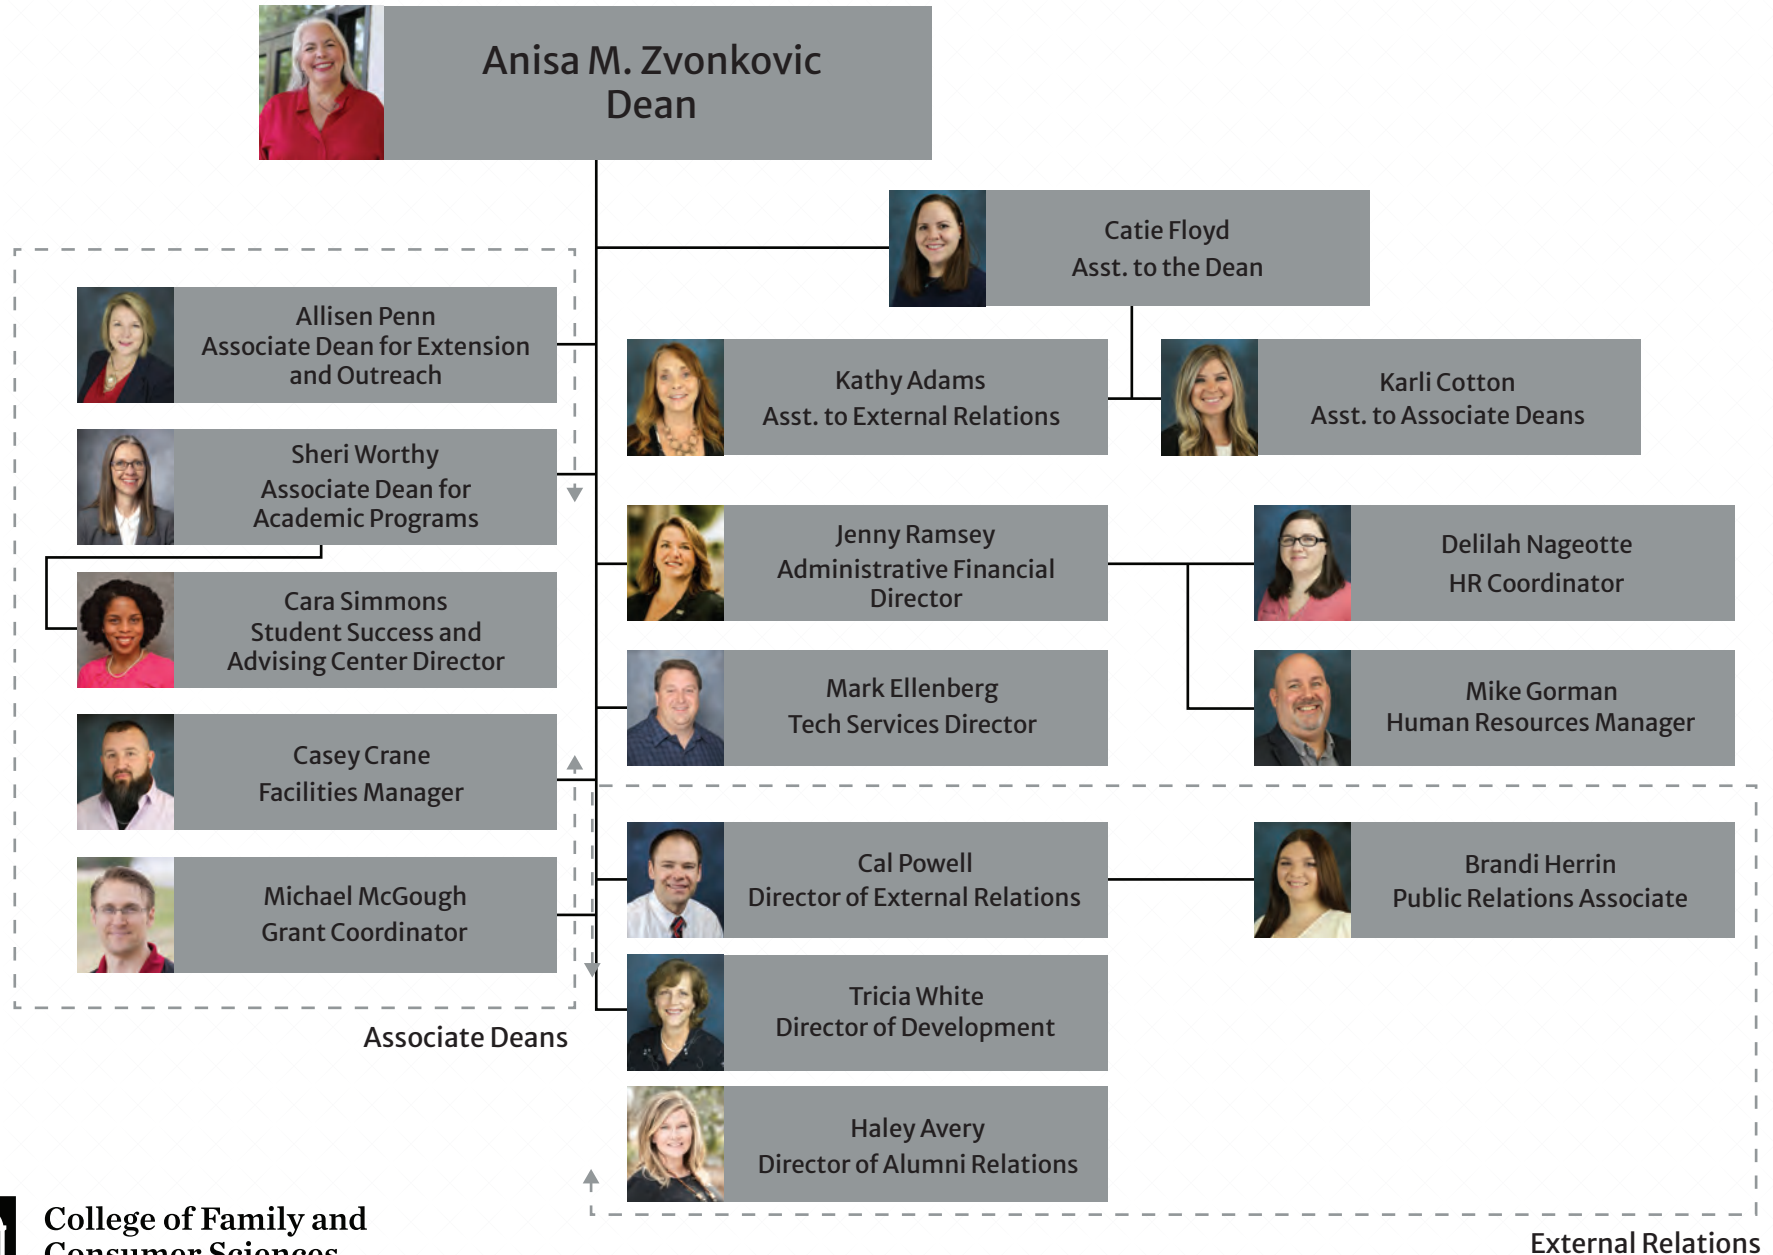 Anisa M. Zvonkovic
Dean
Catie Floyd
Asst. to the Dean
Allisen Penn
Associate Dean for Extension
and Outreach
Kathy Adams
Asst. to External Relations
Karli Cotton
Asst. to Associate Deans
Sheri Worthy
Associate Dean for
Academic Programs
Jenny Ramsey
Administrative Financial
Director
Delilah Nageotte
HR Coordinator
Cara Simmons
Student Success and
Advising Center Director
Mark Ellenberg
Tech Services Director
Mike Gorman
Human Resources Manager
Casey Crane
Facilities Manager
Cal Powell
Director of External Relations
Brandi Herrin
Public Relations Associate
Michael McGough
Grant Coordinator
Tricia White
Director of Development
Associate Deans
Haley Avery
Director of Alumni Relations
College of Family and
Consumer Sciences
External Relations